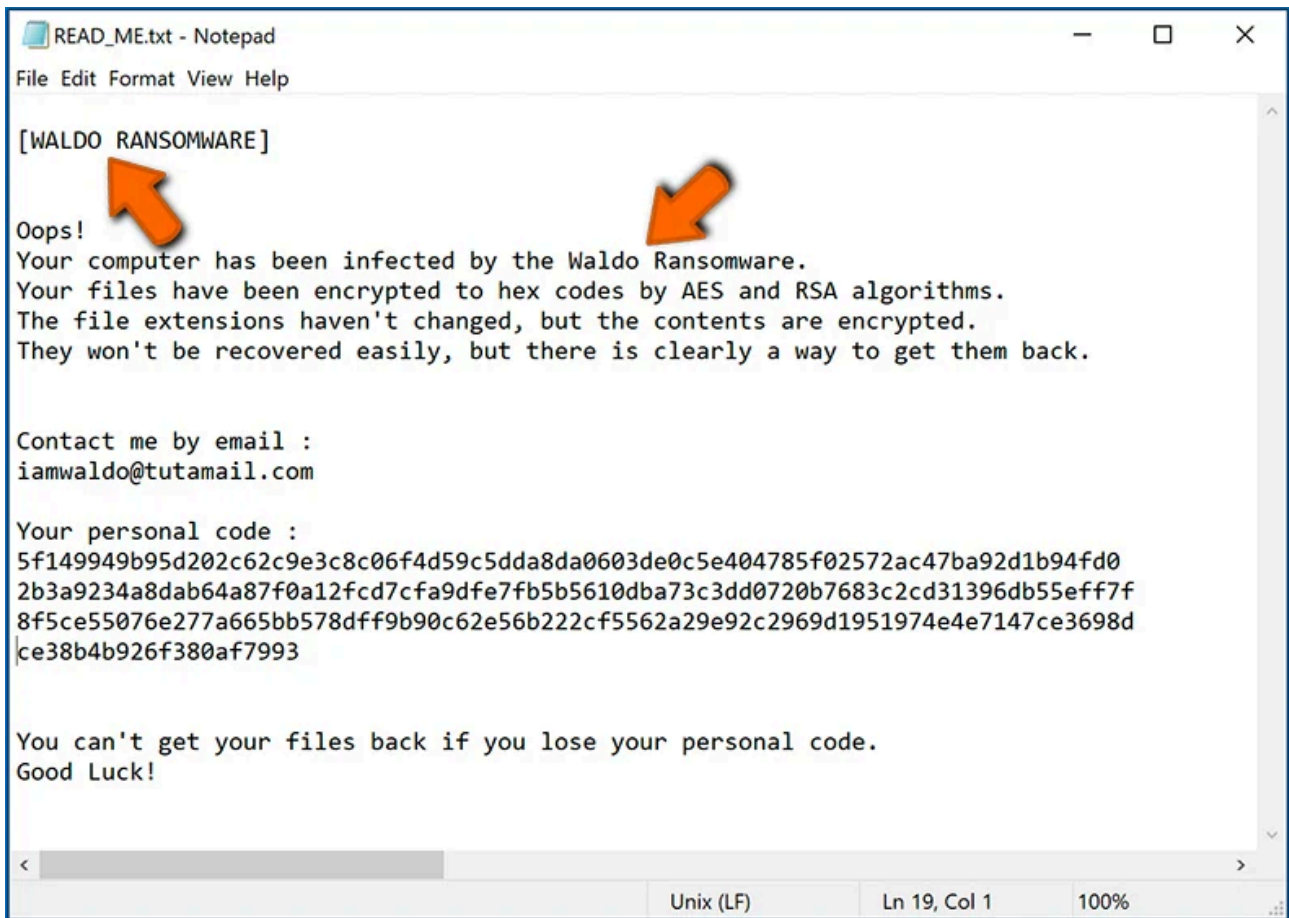 READ_ME.txt - Notepad
File Edit Format View Help
[WALDO RANSOMWARE]
Oops!
Your computer has been infected by the Waldo Ransomware.
Your files have been encrypted to hex codes by AES and RSA algorithms.
The file extensions haven't changed, but the contents are encrypted.
They won't be recovered easily, but there is clearly a way to get them back.
Contact me by email :
iamwaldo@tutamail.com
Your personal code :
5f149949b95d202c62c9e3c8c06f4d59c5dda8da0603de0c5e404785f02572ac47ba92d1b94fd0
2b3a9234a8dab64a87f0a12fcd7cfa9dfe7fb5b5610dba73c3dd0720b7683c2cd31396db55eff7f
8f5ce55076e277a665bb578dff9b90c62e56b222cf5562a29e92c2969d1951974e4e7147ce3698d
ce38b4b926f380af7993
You can't get your files back if you lose your personal code.
Good Luck!
Unix (LF)
Ln 19, Col 1
100%